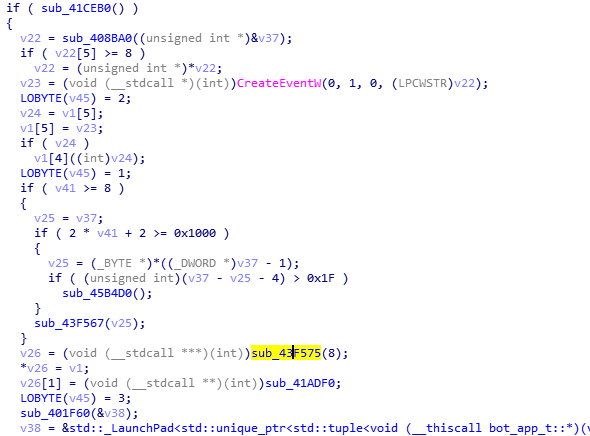 if ( sub_41CEB0() )
{
v22 = sub_408BA0((unsigned int *)&v37);
if ( v22[5] >= 8 )
v22 = (unsigned int *)*v22;
v23 = (void (__stdcall *)(int))CreateEventW(0, 1, 0, (LPCWSTR)v22);
LOBYTE(v45) = 2;
v24 = v1[5];
v1[5] = v23;
if ( v24 )
v1[4]((int)v24);
LOBYTE(v45) = 1;
if ( v41 >= 8 )
{
v25 = v37;
if ( 2 * v41 + 2 >= 0x1000 )
{
v25 = (_BYTE *)*((_DWORD *)v37 - 1);
if ( (unsigned int)(v37 - v25 - 4) > 0x1F )
sub_45B4D0();
}
sub_43F567(v25);
}
v26 = (void (__stdcall ***)(int))sub_43F575(8);
*v26 = v1;
v26[1] = (void (__stdcall **)(int))sub_41ADF0;
LOBYTE(v45) = 3;
sub_401F60(&v38);
v38 = &std::_LaunchPad<std::unique_ptr<std::tuple<void (__thiscall bot_app_t::*)(v